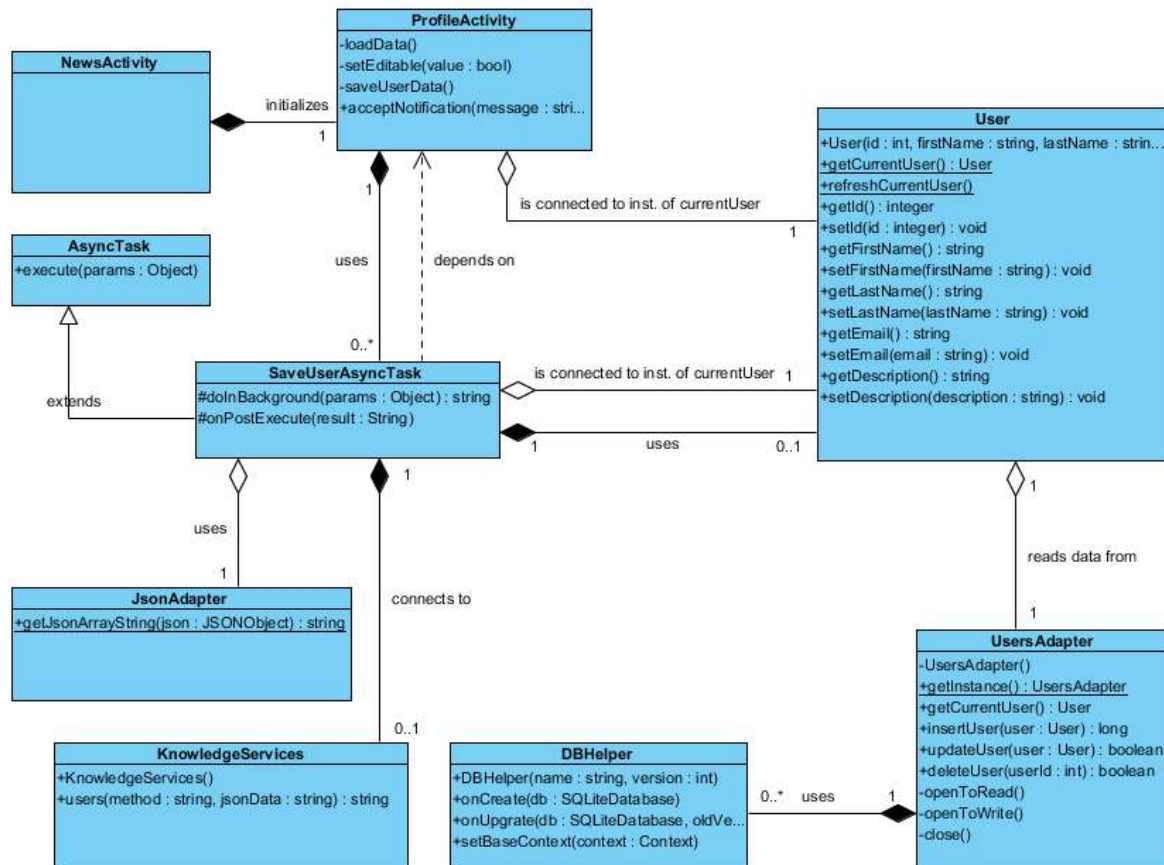 ProfileActivity
-loadData()
-setEditable(value : bool)
-saveUserData()
+acceptNotification(message : stri...
NewsActivity
initializes
1
User
+User(id : int, firstName : string, lastName : strin...
+getCurrentUser() : User
+refreshCurrentUser()
+getId() : integer
+setId(id : integer) : void
+getFirstName() : string
+setFirstName(firstName : string) : void
+getLastName() : string
+setLastName(lastName : string) : void
+getEmail() : string
+setEmail(email : string) : void
+getDescription() : string
+setDescription(description : string) : void
1
is connected to inst. of currentUser
1
AsyncTask
+execute(params : Object)
uses
depends on
0..*
SaveUserAsyncTask
#doInBackground(params : Object) : string
#onPostExecute(result : String)
extends
is connected to inst. of currentUser
1
1
uses
0..1
1
1
uses
reads data from
1
connects to
1
JsonAdapter
+getJsonArrayString(json : JSONObject) : string
0..1
KnowledgeServices
+KnowledgeServices()
+users(method : string, jsonData : string) : string
DBHelper
+DBHelper(name : string, version : int)
+onCreate(db : SQLiteDatabase)
+onUpgrate(db : SQLiteDatabase, oldVe...
+setBaseContext(context : Context)
0..*
uses
1
UsersAdapter
-UsersAdapter()
+getInstance() : UsersAdapter
+getCurrentUser() : User
+insertUser(user : User) : long
+updateUser(user : User) : boolean
+deleteUser(userId : int) : boolean
-openToRead()
-openToWrite()
-close()